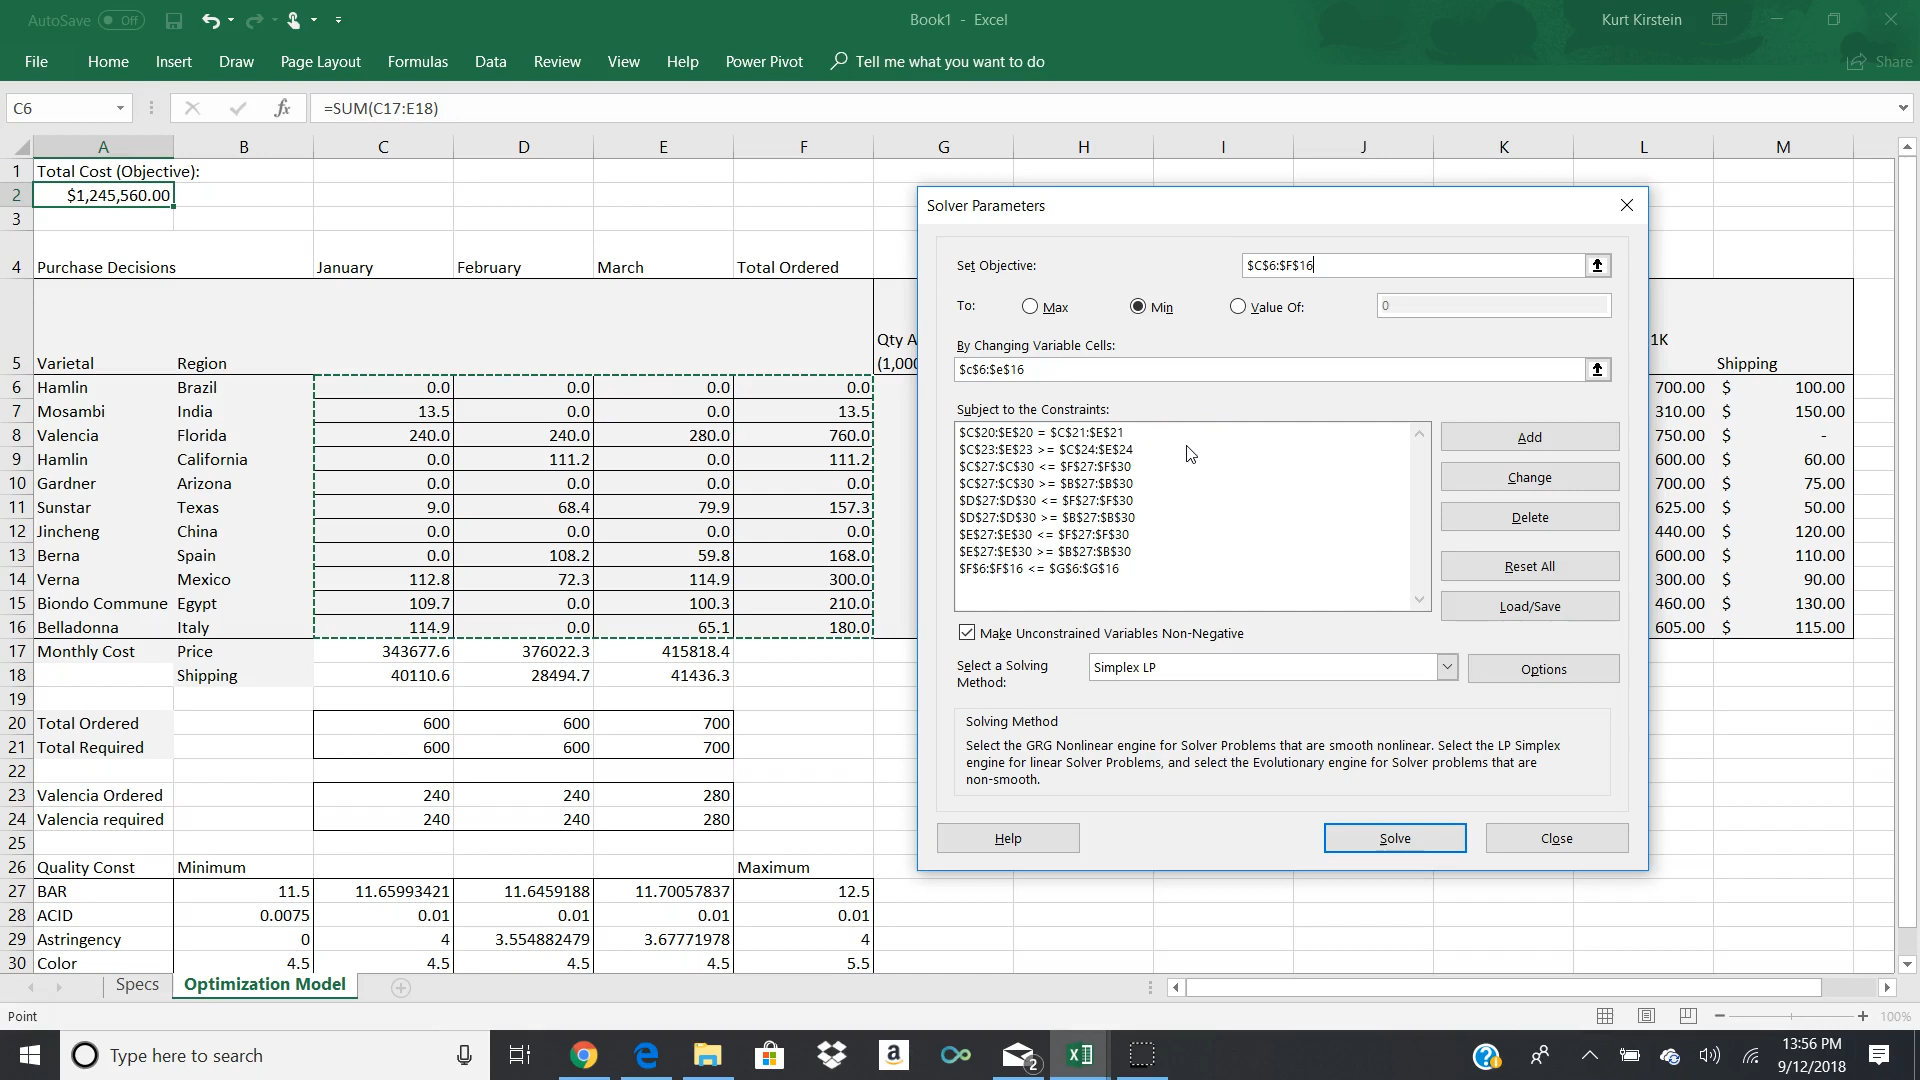 AutoSave Off
Book1 - Excel
Kurt Kirstein
File Home Insert Draw Page Layout Formulas Data Review View Help Power Pivot Tell me what you want to do Share
C6 fx =SUM(C17:E18)
A B C D E F G H I J K L M
1 Total Cost (Objective):
2 $1,245,560.00
3
4 Purchase Decisions January February March Total Ordered
Qty A 1K
5 Varietal Region (1,000 Shipping
6 Hamlin Brazil 0.0 0.0 0.0 0.0 700.00 $ 100.00
7 Mosambi India 13.5 0.0 0.0 13.5 310.00 $ 150.00
8 Valencia Florida 240.0 240.0 280.0 760.0 750.00 $ -
9 Hamlin California 0.0 111.2 0.0 111.2 600.00 $ 60.00
10 Gardner Arizona 0.0 0.0 0.0 0.0 700.00 $ 75.00
11 Sunstar Texas 9.0 68.4 79.9 157.3 625.00 $ 50.00
12 Jincheng China 0.0 0.0 0.0 0.0 440.00 $ 120.00
13 Berna Spain 0.0 108.2 59.8 168.0 600.00 $ 110.00
14 Verna Mexico 112.8 72.3 114.9 300.0 300.00 $ 90.00
15 Biondo Commune Egypt 109.7 0.0 100.3 210.0 460.00 $ 130.00
16 Belladonna Italy 114.9 0.0 65.1 180.0 605.00 $ 115.00
17 Monthly Cost Price 343677.6 376022.3 415818.4
18 Shipping 40110.6 28494.7 41436.3
19
20 Total Ordered 600 600 700
21 Total Required 600 600 700
22
23 Valencia Ordered 240 240 280
24 Valencia required 240 240 280
25
26 Quality Const Minimum Maximum
27 BAR 11.5 11.65993421 11.6459188 11.70057837 12.5
28 ACID 0.0075 0.01 0.01 0.01 0.01
29 Astringency 0 4 3.554882479 3.67771978 4
30 Color 4.5 4.5 4.5 4.5 5.5
Solver Parameters
Set Objective: $C$6:$F$16
To: Max Min Value Of: 0
By Changing Variable Cells:
$c$6:$e$16
Subject to the Constraints:
$C$20:$E$20 = $C$21:$E$21
$C$23:$E$23 >= $C$24:$E$24
$C$27:$C$30 <= $F$27:$F$30
$C$27:$C$30 >= $B$27:$B$30
$D$27:$D$30 <= $F$27:$F$30
$D$27:$D$30 >= $B$27:$B$30
$E$27:$E$30 <= $F$27:$F$30
$E$27:$E$30 >= $B$27:$B$30
$F$6:$F$16 <= $G$6:$G$16
Add
Change
Delete
Reset All
Load/Save
Make Unconstrained Variables Non-Negative
Select a Solving
Method:
Simplex LP
Options
Solving Method
Select the GRG Nonlinear engine for Solver Problems that are smooth nonlinear. Select the LP Simplex
engine for linear Solver Problems, and select the Evolutionary engine for Solver problems that are
non-smooth.
Help Solve Close
Specs Optimization Model
Point
100%
Type here to search
2
13:56 PM
9/12/2018